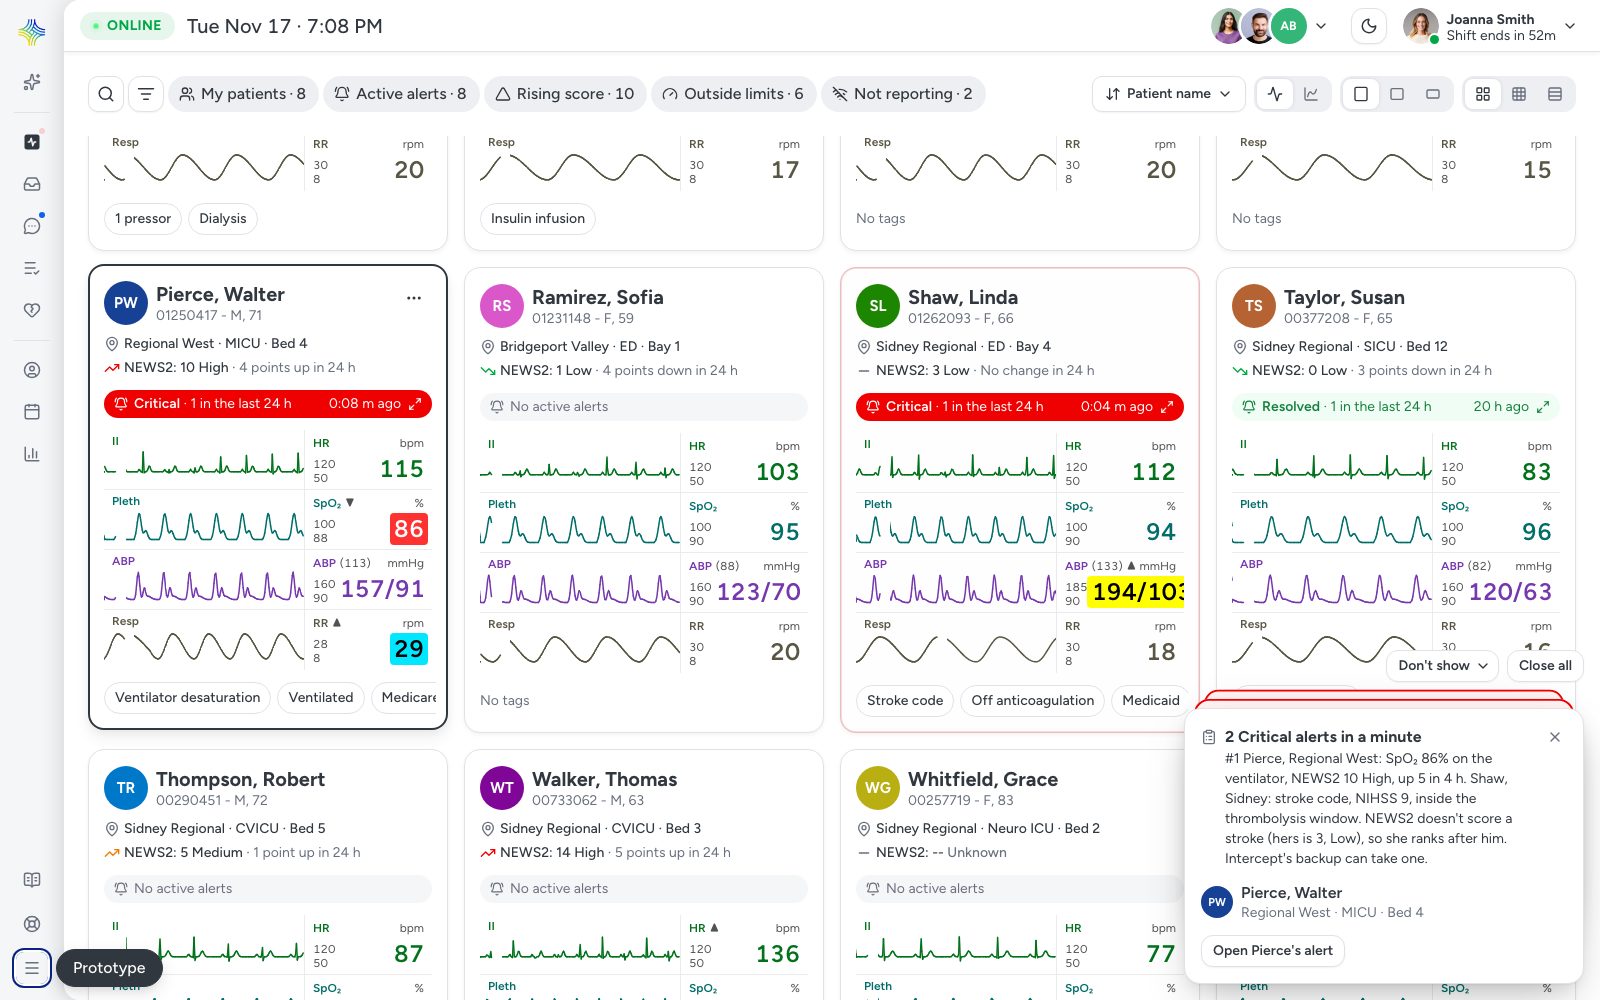 ONLINE
Tue Nov 17 · 7:08 PM
AB
Joanna Smith
Shift ends in 52m
My patients · 8
Active alerts · 8
Rising score · 10
Outside limits · 6
Not reporting · 2
Patient name
Resp
RR
rpm
30
8
20
1 pressor
Dialysis
Resp
RR
rpm
30
8
17
Insulin infusion
Resp
RR
rpm
30
8
20
No tags
Resp
RR
rpm
30
8
15
No tags
PW
Pierce, Walter
01250417 - M, 71
Regional West · MICU · Bed 4
NEWS2: 10 High · 4 points up in 24 h
Critical · 1 in the last 24 h
0:08 m ago
II
HR
bpm
120
50
115
Pleth
SpO₂ ▼
%
100
88
86
ABP
ABP (113)
mmHg
160
90
157/91
Resp
RR ▲
rpm
28
8
29
Ventilator desaturation
Ventilated
Medicare
RS
Ramirez, Sofia
01231148 - F, 59
Bridgeport Valley · ED · Bay 1
NEWS2: 1 Low · 4 points down in 24 h
No active alerts
II
HR
bpm
120
50
103
Pleth
SpO₂
%
100
90
95
ABP
ABP (88)
mmHg
160
90
123/70
Resp
RR
rpm
30
8
20
No tags
SL
Shaw, Linda
01262093 - F, 66
Sidney Regional · ED · Bay 4
NEWS2: 3 Low · No change in 24 h
Critical · 1 in the last 24 h
0:04 m ago
II
HR
bpm
120
50
112
Pleth
SpO₂
%
100
90
94
ABP
ABP (133) ▲ mmHg
185
90
194/103
Resp
RR
rpm
30
8
18
Stroke code
Off anticoagulation
Medicaid
TS
Taylor, Susan
00377208 - F, 65
Sidney Regional · SICU · Bed 12
NEWS2: 0 Low · 3 points down in 24 h
Resolved · 1 in the last 24 h
20 h ago
II
HR
bpm
120
50
83
Pleth
SpO₂
%
100
90
96
ABP
ABP (82)
mmHg
160
90
120/63
Resp
RR
rpm
30
8
Don't show
Close all
2 Critical alerts in a minute
#1 Pierce, Regional West: SpO₂ 86% on the
ventilator, NEWS2 10 High, up 5 in 4 h. Shaw,
Sidney: stroke code, NIHSS 9, inside the
thrombolysis window. NEWS2 doesn't score a
stroke (hers is 3, Low), so she ranks after him.
Intercept's backup can take one.
PW
Pierce, Walter
Regional West · MICU · Bed 4
Open Pierce's alert
TR
Thompson, Robert
00290451 - M, 72
Sidney Regional · CVICU · Bed 5
NEWS2: 5 Medium · 1 point up in 24 h
No active alerts
II
HR
bpm
120
50
87
Pleth
SpO₂
%
WT
Walker, Thomas
00733062 - M, 63
Sidney Regional · CVICU · Bed 3
NEWS2: 14 High · 5 points up in 24 h
No active alerts
II
HR ▲
bpm
120
50
136
Pleth
SpO₂
%
WG
Whitfield, Grace
00257719 - F, 83
Sidney Regional · Neuro ICU · Bed 2
NEWS2: -- Unknown
No active alerts
II
HR
bpm
120
50
77
Pleth
SpO₂
Prototype